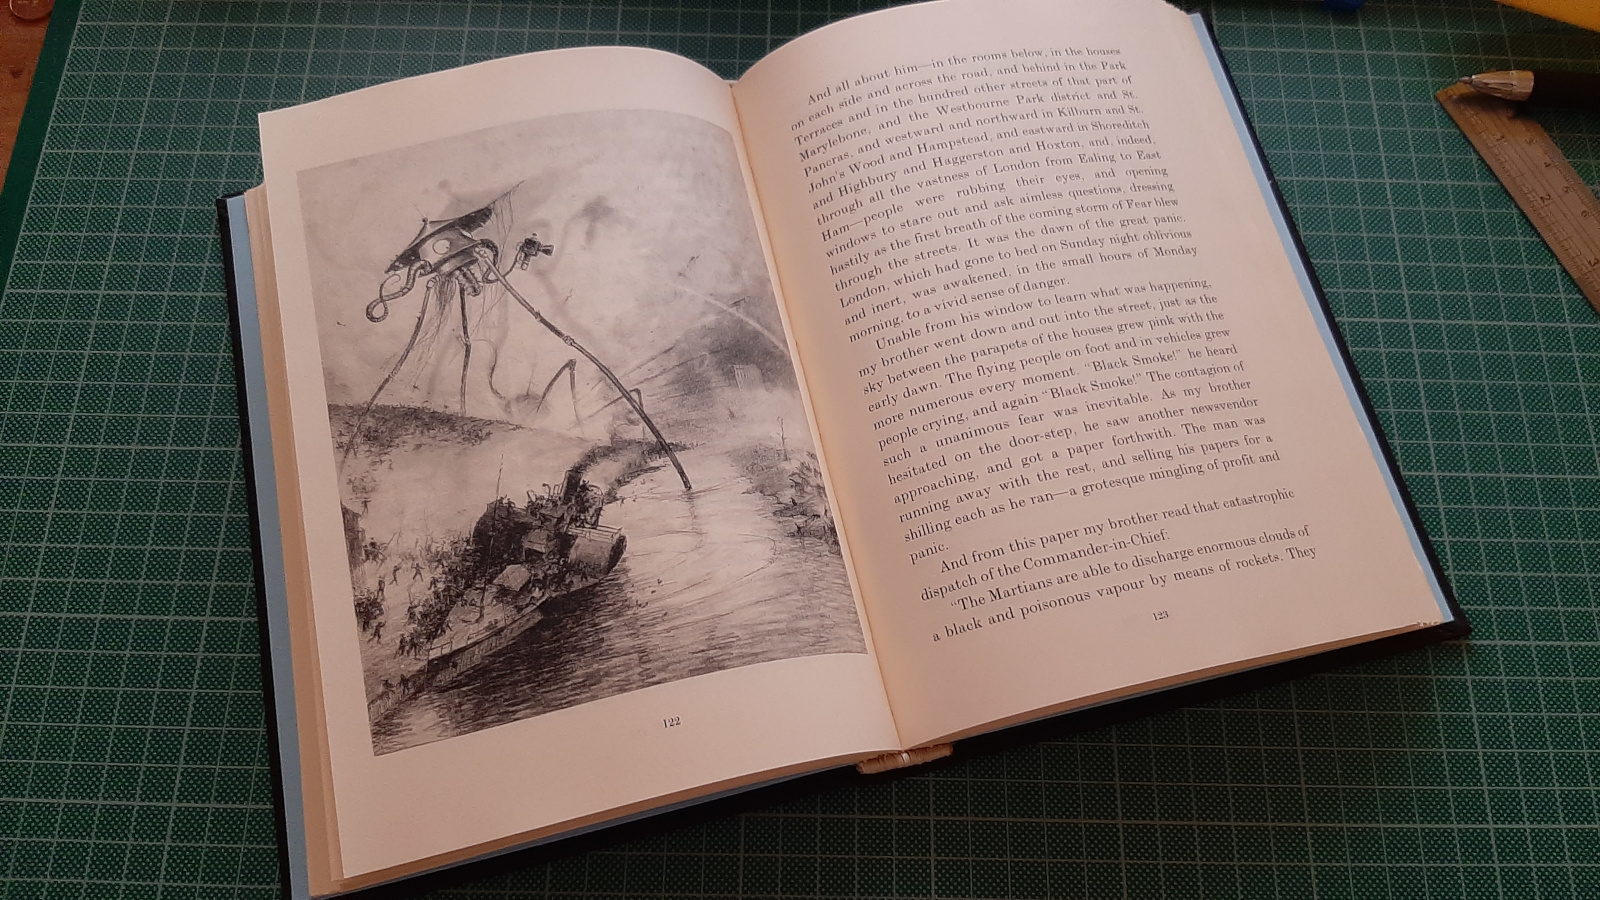 122
And all about him—in the rooms below, in the houses
on each side and across the road, and behind in the Park
Terraces and in the hundred other streets of that part of
Marylebone, and the Westbourne Park district and St.
Pancras, and westward and northward in Kilburn and St.
John's Wood and Hampstead, and eastward in Shoreditch
and Highbury and Haggerston and Hoxton, and, indeed,
through all the vastness of London from Ealing to East
Ham—people were rubbing their eyes, and opening
windows to stare out and ask aimless questions, dressing
hastily as the first breath of the coming storm of Fear blew
through the streets. It was the dawn of the great panic.
London, which had gone to bed on Sunday night oblivious
and inert, was awakened, in the small hours of Monday
morning, to a vivid sense of danger.
Unable from his window to learn what was happening,
my brother went down and out into the street, just as the
sky between the parapets of the houses grew pink with the
early dawn. The flying people on foot and in vehicles grew
more numerous every moment. “Black Smoke!” he heard
people crying, and again “Black Smoke!” The contagion of
such a unanimous fear was inevitable. As my brother
hesitated on the door-step, he saw another newsvendor
approaching, and got a paper forthwith. The man was
running away with the rest, and selling his papers for a
shilling each as he ran—a grotesque mingling of profit and
panic.
And from this paper my brother read that catastrophic
dispatch of the Commander-in-Chief:
“The Martians are able to discharge enormous clouds of
a black and poisonous vapour by means of rockets. They
123